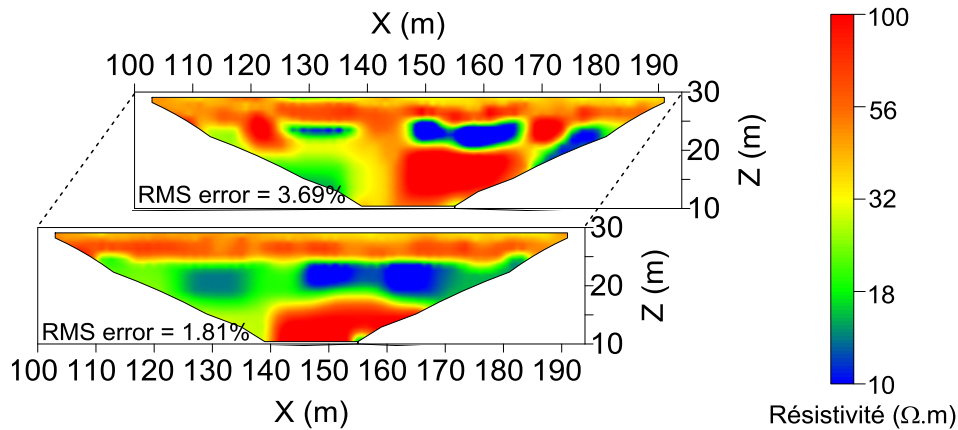 X (m)
100 110 120 130 140 150 160 170 180 190
30
20
10
Z (m)
RMS error = 3.69%
30
20
10
Z (m)
RMS error = 1.81%
100 110 120 130 140 150 160 170 180 190
X (m)
100
56
32
18
10
Résistivité (Ω.m)